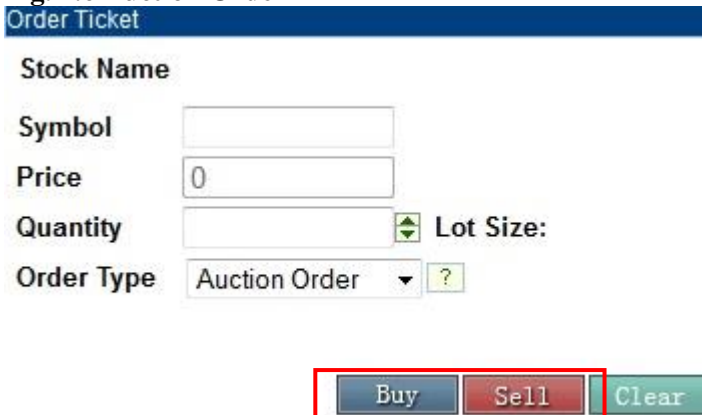 Order Ticket
Stock Name
Symbol
Price 0
Quantity Lot Size:
Order Type Auction Order ?
Buy Sell Clear